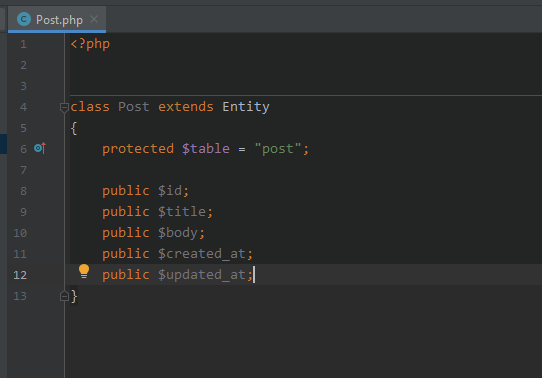 Post.php
1 <?php
2
3
4 class Post extends Entity
5 {
6     protected $table = "post";
7
8     public $id;
9     public $title;
10     public $body;
11     public $created_at;
12     public $updated_at;
13 }